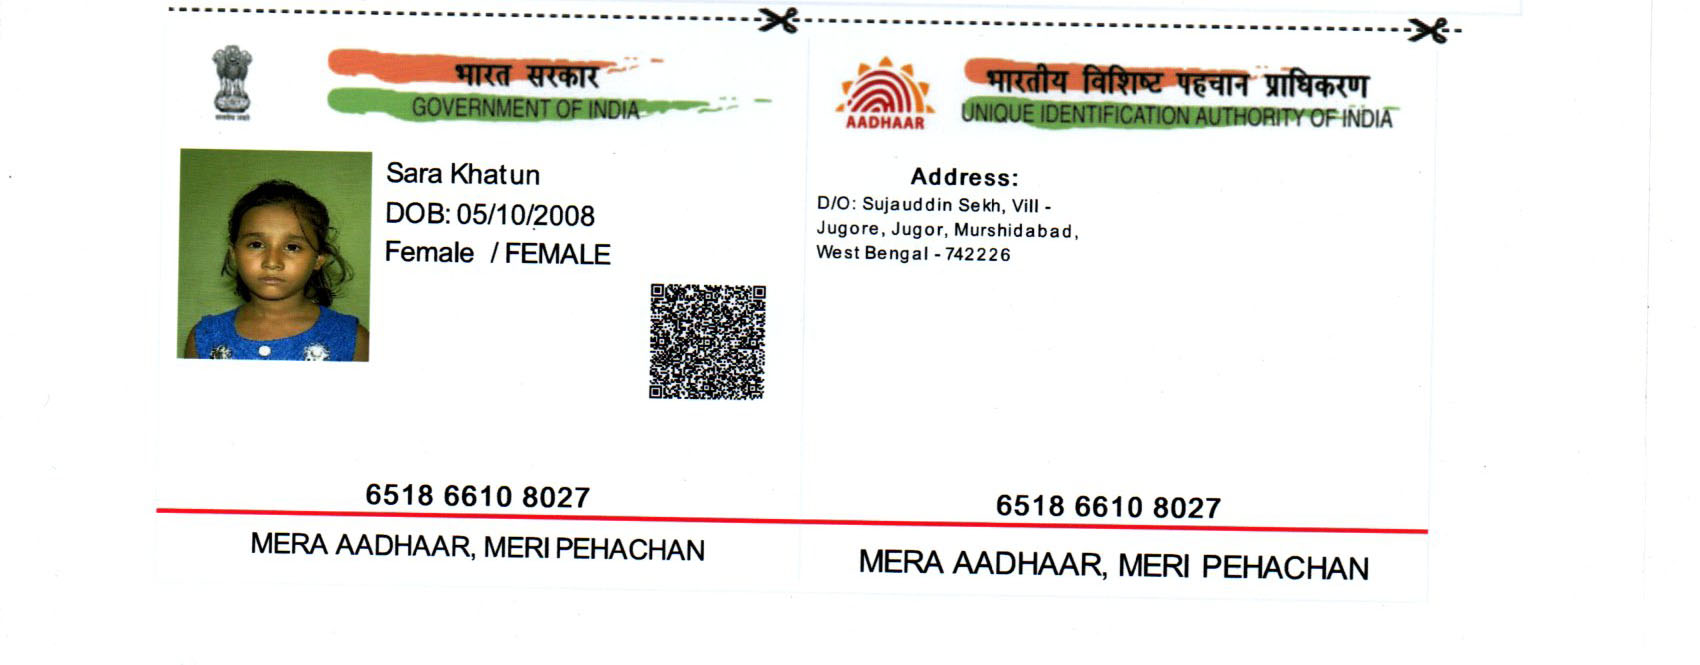 भारत सरकार
GOVERNMENT OF INDIA
Sara Khatun
DOB: 05/10/2008
Female / FEMALE
6518 6610 8027
MERA AADHAAR, MERI PEHACHAN
AADHAAR
भारतीय विशिष्ट पहचान प्राधिकरण
UNIQUE IDENTIFICATION AUTHORITY OF INDIA
Address:
D/O: Sujauddin Sekh, Vill -
Jugore, Jugor, Murshidabad,
West Bengal - 742226
6518 6610 8027
MERA AADHAAR, MERI PEHACHAN